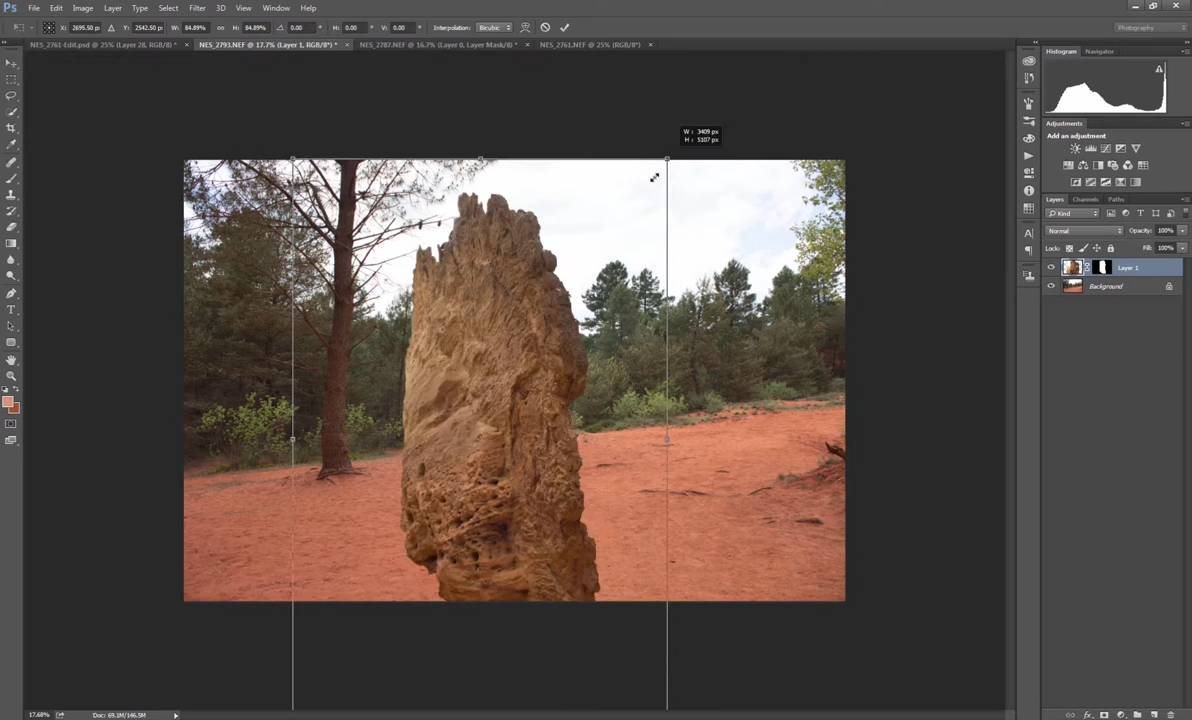 Ps File Edit Image Layer Type Select Filter 3D View Window Help
X: 2695.50 px Y: 2542.50 px W: 84.89% H: 84.89% 0.00 ° H: 0.00 ° V: 0.00 ° Interpolation: Bicubic Photography
NES_2761-Edit.psd @ 25% (Layer 28, RGB/8) * × NES_2793.NEF @ 17.7% (Layer 1, RGB/8*) * × NES_2787.NEF @ 16.7% (Layer 0, Layer Mask/8) * × NES_2761.NEF @ 25% (RGB/8*) ×
Histogram Navigator
W : 3409 px
H : 5107 px
Adjustments
Add an adjustment
Layers Channels Paths
Kind
Normal Opacity: 100%
Lock: Fill: 100%
Layer 1
Background
17.68% Doc: 69.1M/146.5M